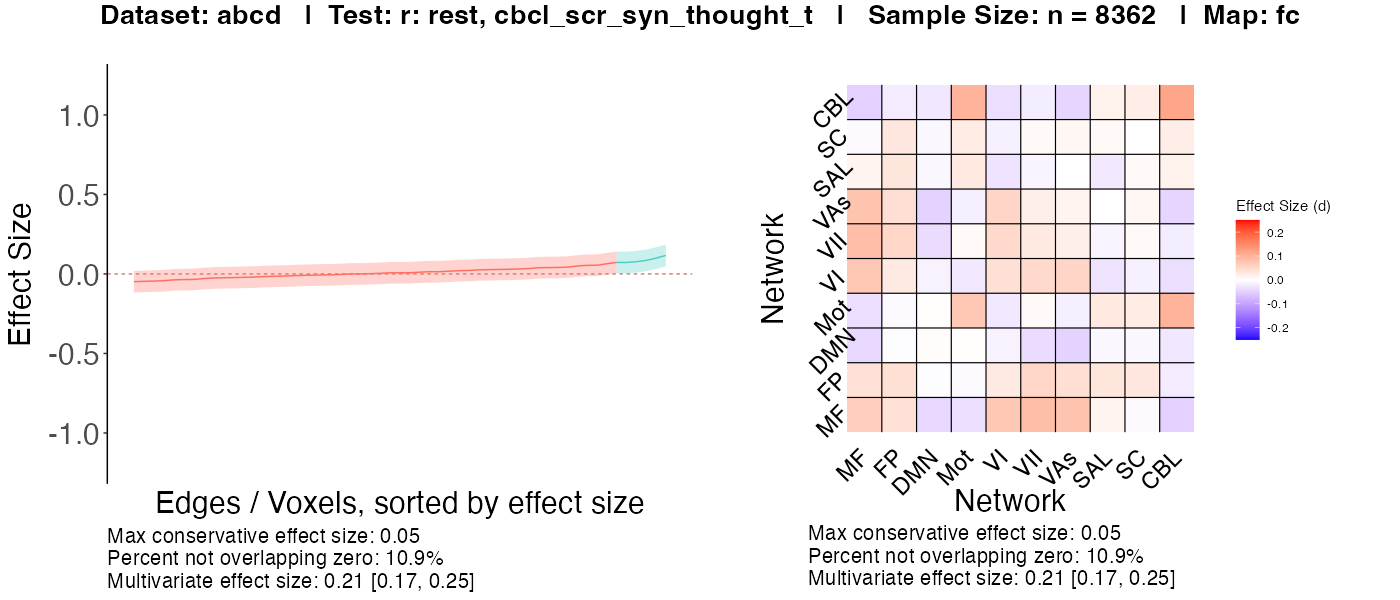 Dataset: abcd | Test: r: rest, cbcl_scr_syn_thought_t | Sample Size: n = 8362 | Map: fc
Effect Size
1.0
0.5
0.0
-0.5
-1.0
Edges / Voxels, sorted by effect size
Max conservative effect size: 0.05
Percent not overlapping zero: 10.9%
Multivariate effect size: 0.21 [0.17, 0.25]
Network
CBL
SC
SAL
VAs
VII
VI
Mot
DMN
FP
MF
MF
FP
DMN
Mot
VI
VII
VAs
SAL
SC
CBL
Network
Max conservative effect size: 0.05
Percent not overlapping zero: 10.9%
Multivariate effect size: 0.21 [0.17, 0.25]
Effect Size (d)
0.2
0.1
0.0
-0.1
-0.2